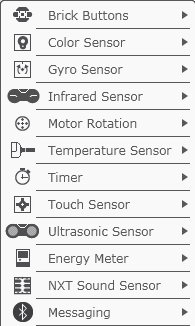 Brick Buttons
Color Sensor
Gyro Sensor
Infrared Sensor
Motor Rotation
Temperature Sensor
Timer
Touch Sensor
Ultrasonic Sensor
Energy Meter
NXT Sound Sensor
Messaging